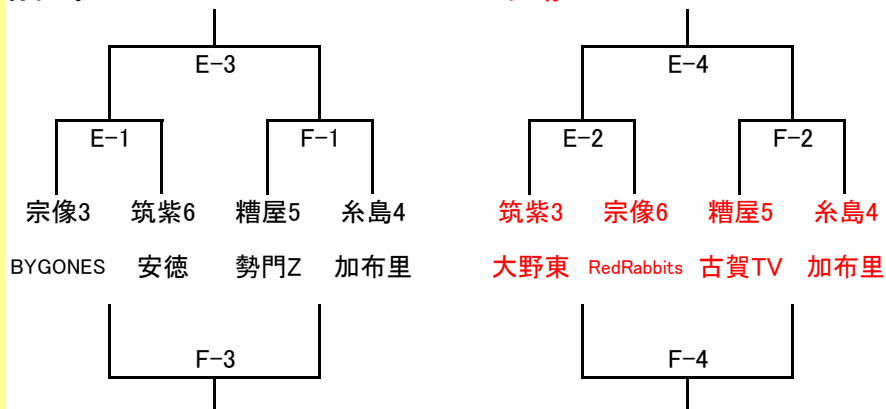 E-3 E-4
E-1 F-1 E-2 F-2
宗像3 筑紫6 糟屋5 糸島4 筑紫3 宗像6 糟屋5 糸島4
BYGONES 安徳 勢門Z 加布里 大野東 RedRabbits 古賀TV 加布里
F-3 F-4